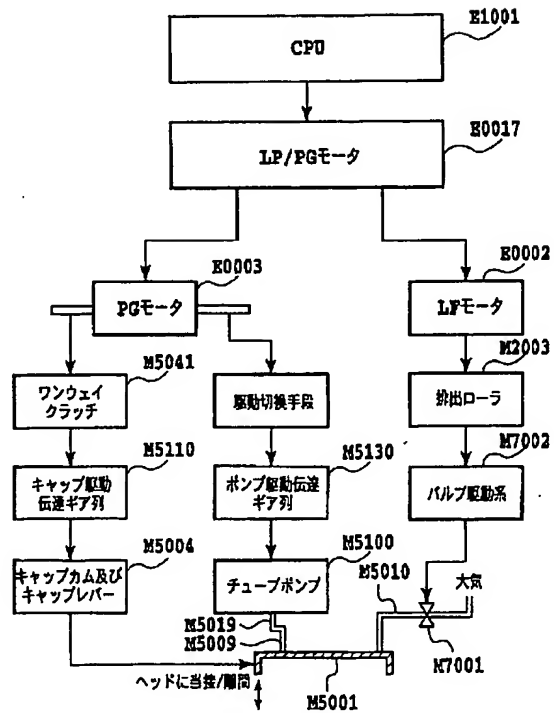 E1001
CPU
E0017
LP/PGモータ
E0003
PGモータ
E0002
LFモータ
M5041
ワンウェイ
クラッチ
駆動切換手段
M2003
排出ローラ
M5110
キャップ駆動
伝達ギア列
M5130
ポンプ駆動伝達
ギア列
M7002
バルブ駆動系
M5004
キャップカム及び
キャップレバー
M5100
チューブポンプ
M5010
大気
M5019
M5009
M7001
ヘッドに当接/離間
M5001